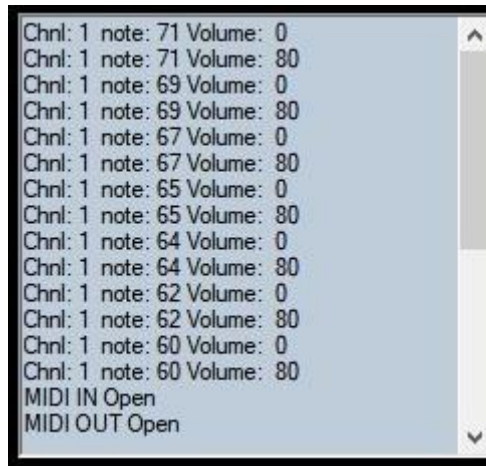 Chnl: 1 note: 71 Volume: 0
Chnl: 1 note: 71 Volume: 80
Chnl: 1 note: 69 Volume: 0
Chnl: 1 note: 69 Volume: 80
Chnl: 1 note: 67 Volume: 0
Chnl: 1 note: 67 Volume: 80
Chnl: 1 note: 65 Volume: 0
Chnl: 1 note: 65 Volume: 80
Chnl: 1 note: 64 Volume: 0
Chnl: 1 note: 64 Volume: 80
Chnl: 1 note: 62 Volume: 0
Chnl: 1 note: 62 Volume: 80
Chnl: 1 note: 60 Volume: 0
Chnl: 1 note: 60 Volume: 80
MIDI IN Open
MIDI OUT Open